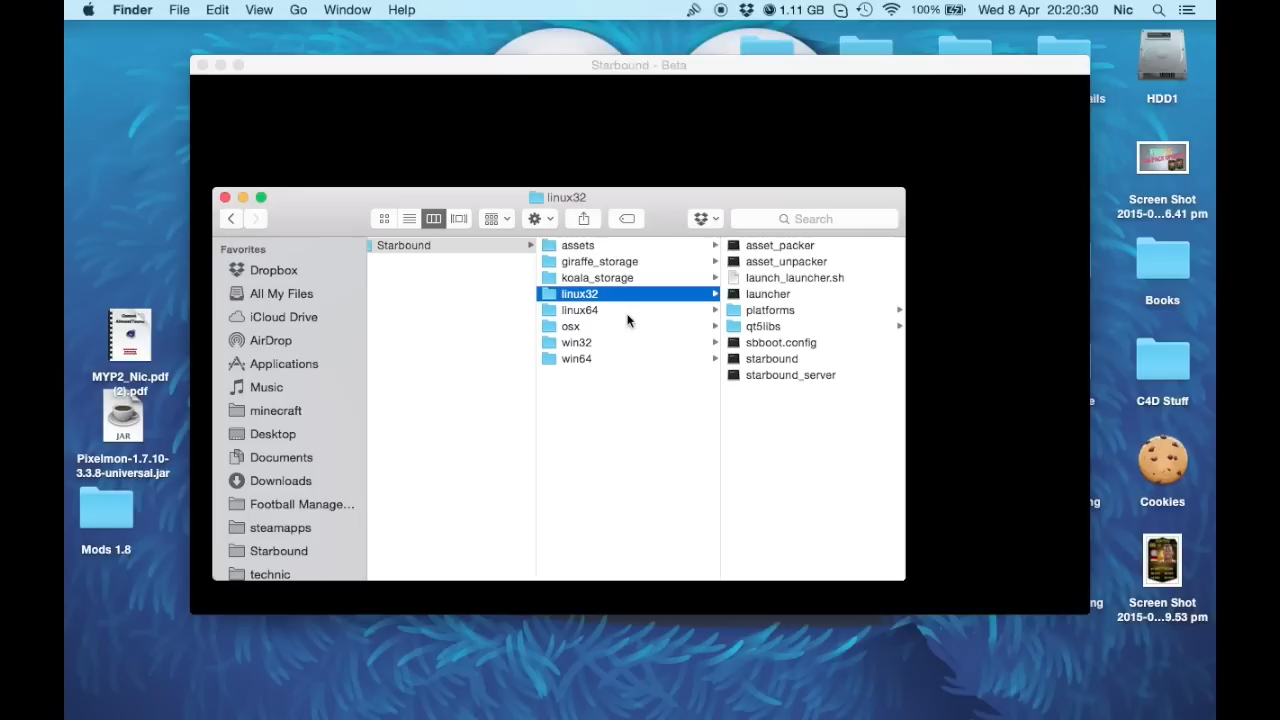 Finder File Edit View Go Window Help 1.11 GB 100% Wed 8 Apr 20:20:30 Nic
Starbound - Beta
ails
HDD1
linux32
Search
Favorites
Dropbox
All My Files
iCloud Drive
AirDrop
Applications
Music
minecraft
Desktop
Documents
Downloads
Football Manage...
steamapps
Starbound
technic
Starbound
assets
giraffe_storage
koala_storage
linux32
linux64
osx
win32
win64
asset_packer
asset_unpacker
launch_launcher.sh
launcher
platforms
qt5libs
sbboot.config
starbound
starbound_server
MYP2_Nic.pdf
(2).pdf
JAR
Pixelmon-1.7.10-
3.3.8-universal.jar
Mods 1.8
Screen Shot
2015-0...6.41 pm
Books
C4D Stuff
Cookies
ng
Screen Shot
2015-0...9.53 pm
ng